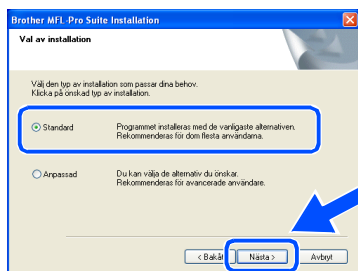 Brother MFL-Pro Suite Installation
Val av installation
Välj den typ av installation som passar dina behov.
Klicka på önskad typ av installation.
Standard
Programmet installeras med de vanligaste alternativen.
Rekommenderas för dom flesta användarna.
Anpassad
Du kan välja de alternativ du önskar.
Rekommenderas för avancerade användare.
< Bakåt
Nästa >
Avbryt